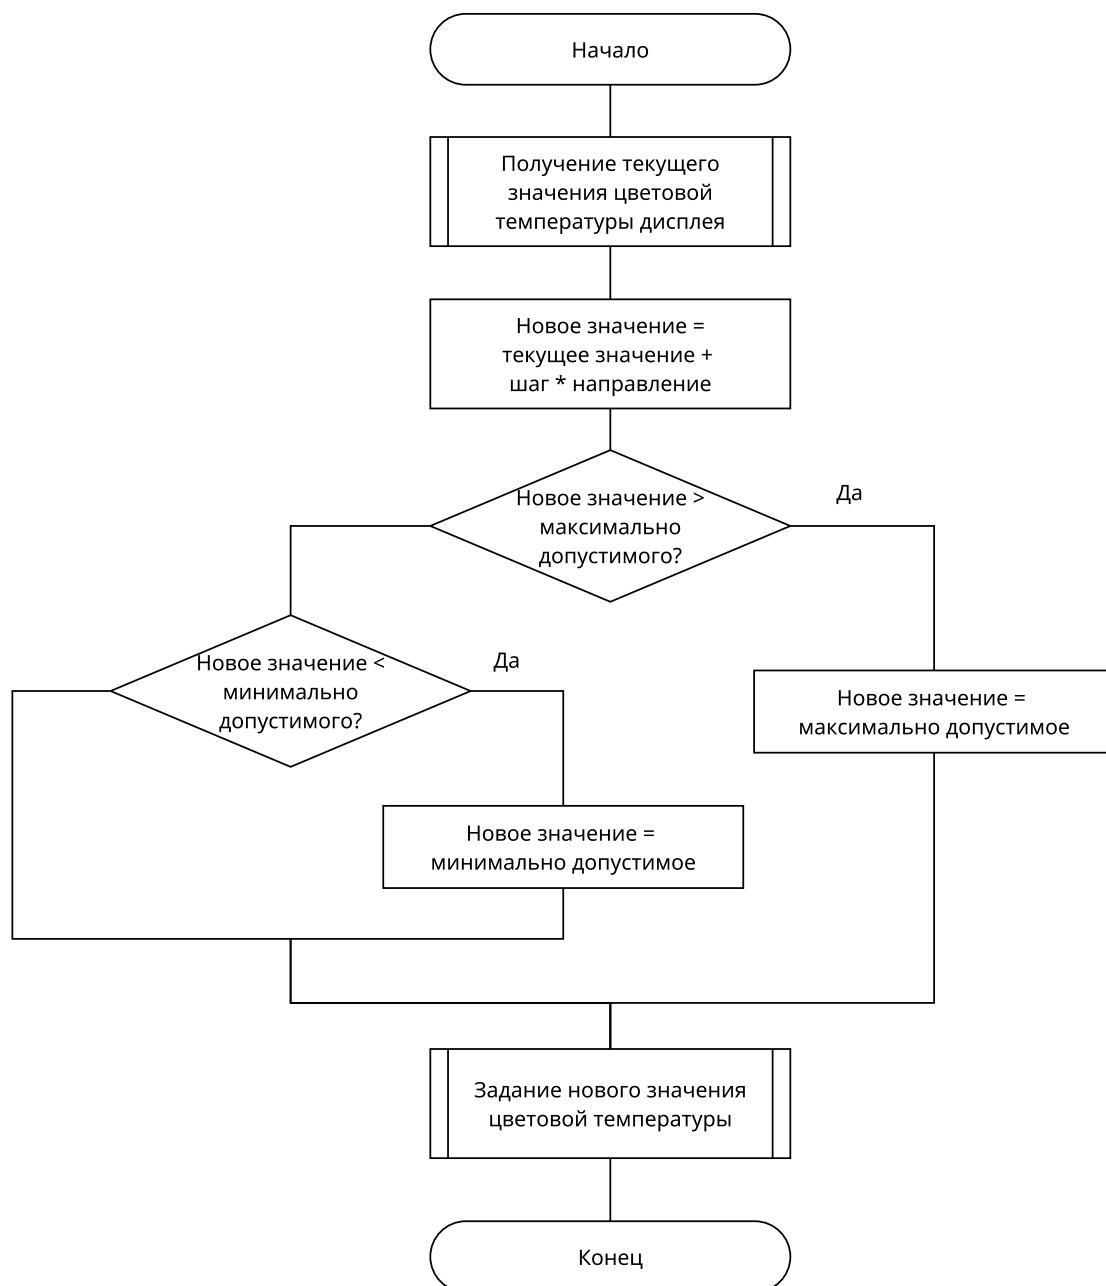 Начало
Получение текущего
значения цветовой
температуры дисплея
Новое значение =
текущее значение +
шаг * направление
Новое значение >
максимально
допустимого?
Да
Новое значение <
минимально
допустимого?
Да
Новое значение =
максимально допустимое
Новое значение =
минимально допустимое
Задание нового значения
цветовой температуры
Конец